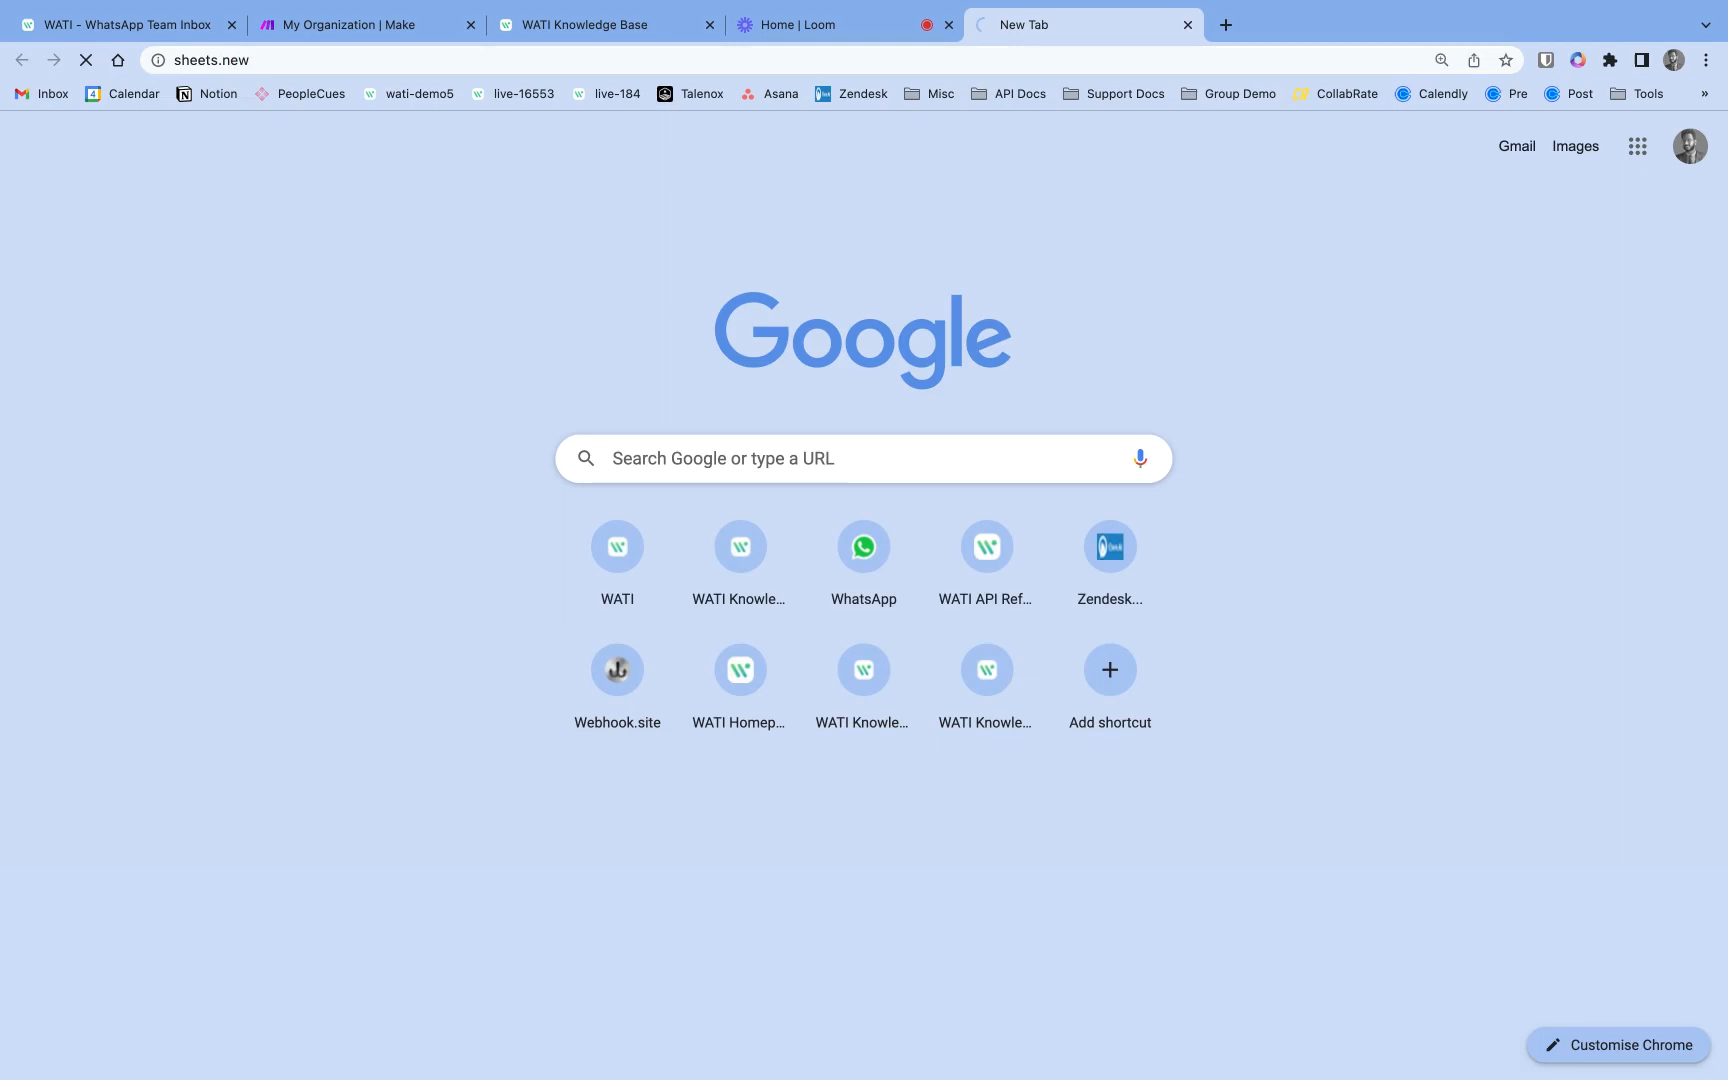 WATI - WhatsApp Team Inbox
My Organization | Make
WATI Knowledge Base
Home | Loom
New Tab
sheets.new
Inbox
4
Calendar
Notion
PeopleCues
wati-demo5
live-16553
live-184
Talenox
Asana
Zendesk
Misc
API Docs
Support Docs
Group Demo
CollabRate
Calendly
Pre
Post
Tools
»
Gmail Images
Google
Search Google or type a URL
WATI
WATI Knowle...
WhatsApp
WATI API Ref...
Zendesk...
Webhook.site
WATI Homep...
WATI Knowle...
WATI Knowle...
Add shortcut
Customise Chrome